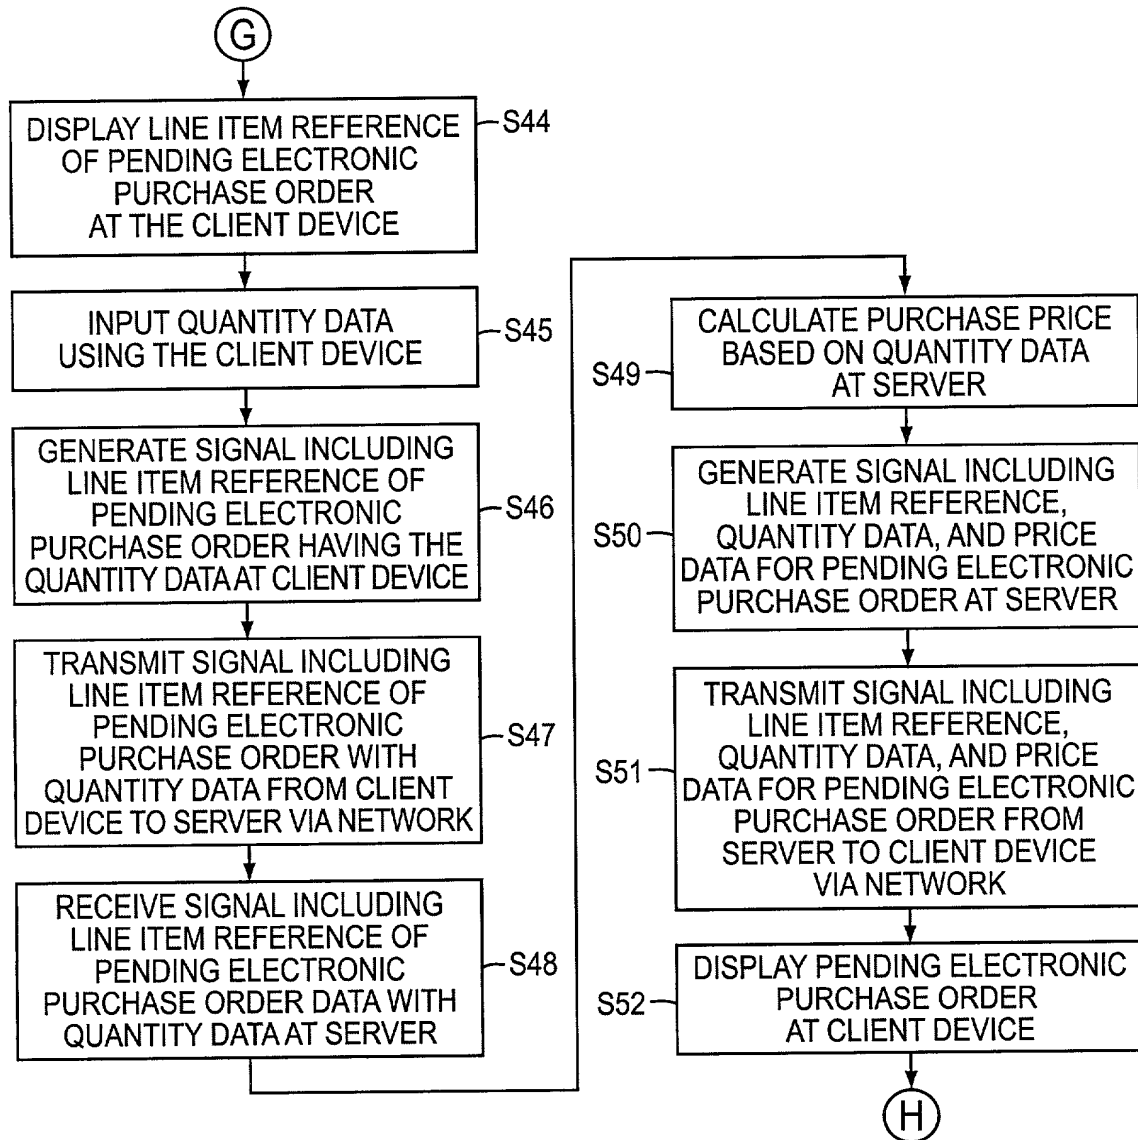 G
DISPLAY LINE ITEM REFERENCE
OF PENDING ELECTRONIC
PURCHASE ORDER
AT THE CLIENT DEVICE
S44
INPUT QUANTITY DATA
USING THE CLIENT DEVICE
S45
GENERATE SIGNAL INCLUDING
LINE ITEM REFERENCE OF
PENDING ELECTRONIC
PURCHASE ORDER HAVING THE
QUANTITY DATA AT CLIENT DEVICE
S46
TRANSMIT SIGNAL INCLUDING
LINE ITEM REFERENCE OF
PENDING ELECTRONIC
PURCHASE ORDER WITH
QUANTITY DATA FROM CLIENT
DEVICE TO SERVER VIA NETWORK
S47
RECEIVE SIGNAL INCLUDING
LINE ITEM REFERENCE OF
PENDING ELECTRONIC
PURCHASE ORDER DATA WITH
QUANTITY DATA AT SERVER
S48
CALCULATE PURCHASE PRICE
BASED ON QUANTITY DATA
AT SERVER
S49
GENERATE SIGNAL INCLUDING
LINE ITEM REFERENCE,
QUANTITY DATA, AND PRICE
DATA FOR PENDING ELECTRONIC
PURCHASE ORDER AT SERVER
S50
TRANSMIT SIGNAL INCLUDING
LINE ITEM REFERENCE,
QUANTITY DATA, AND PRICE
DATA FOR PENDING ELECTRONIC
PURCHASE ORDER FROM
SERVER TO CLIENT DEVICE
VIA NETWORK
S51
DISPLAY PENDING ELECTRONIC
PURCHASE ORDER
AT CLIENT DEVICE
S52
H